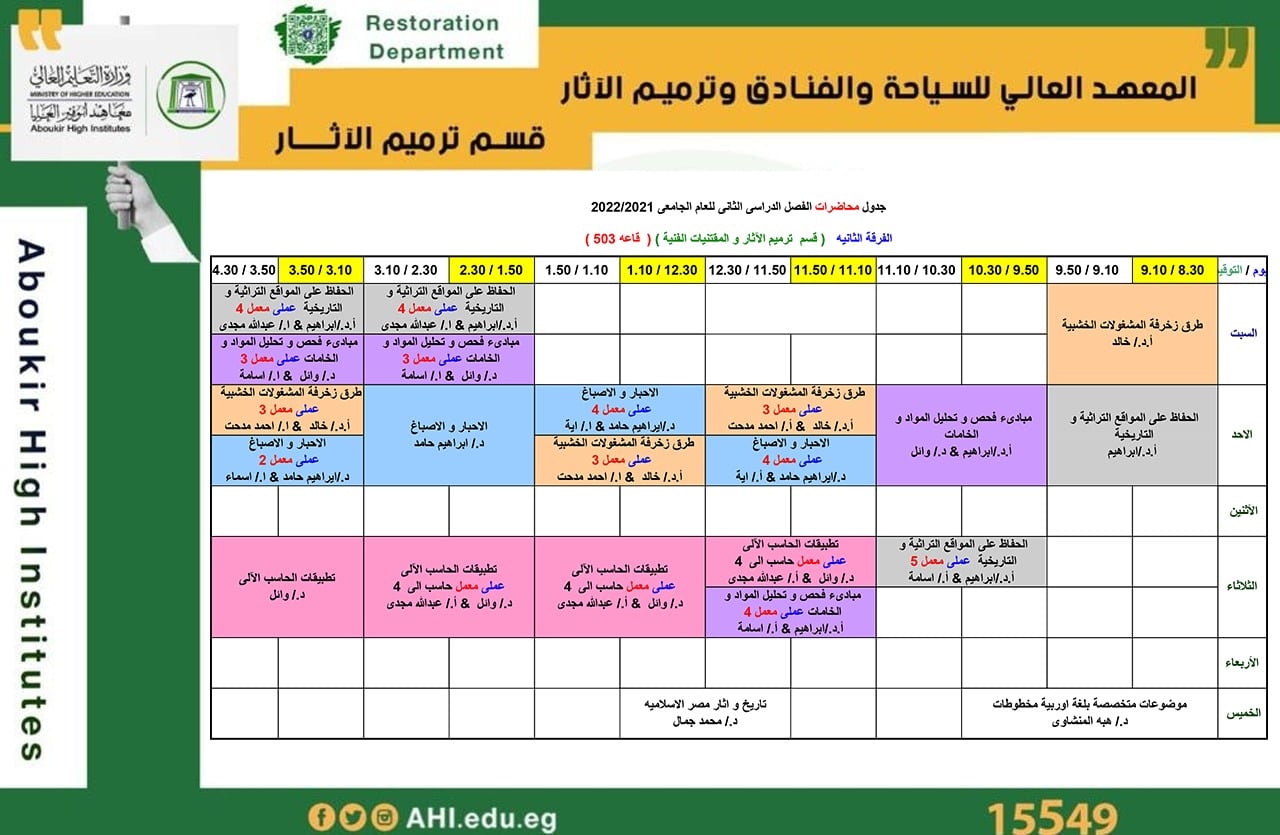 Restoration
Department
وزارة التعليم العالي
MINISTRY OF HIGHER EDUCATION
معاهد أبوقير العليا
Aboukir High Institutes
المعهد العالي للسياحة والفنادق وترميم الآثار
قسم ترميم الآثار
Aboukir High Institutes
جدول محاضرات الفصل الدراسى الثانى للعام الجامعى 2022/2021
الفرقة الثانيه ( قسم ترميم الآثار و المقتنيات الفنية ) ( قاعه 503 )
يوم / التوقي
9.10 / 8.30
9.50 / 9.10
10.30 / 9.50
11.10 / 10.30
11.50 / 11.10
12.30 / 11.50
1.10 / 12.30
1.50 / 1.10
2.30 / 1.50
3.10 / 2.30
3.50 / 3.10
4.30 / 3.50
السبت
طرق زخرفة المشغولات الخشبية
أ.د./ خالد
الحفاظ على المواقع التراثية و
التاريخية عملى معمل 4
أ.د./ابراهيم & ا./ عبدالله مجدى
الحفاظ على المواقع التراثية و
التاريخية عملى معمل 4
أ.د./ابراهيم & ا./ عبدالله مجدى
مبادىء فحص و تحليل المواد و
الخامات عملى معمل 3
د./ وائل & ا./ اسامة
مبادىء فحص و تحليل المواد و
الخامات عملى معمل 3
د./ وائل & ا./ اسامة
الاحد
الحفاظ على المواقع التراثية و
التاريخية
أ.د./ابراهيم
مبادىء فحص و تحليل المواد و
الخامات
أ.د./ابراهيم & د./ وائل
طرق زخرفة المشغولات الخشبية
عملى معمل 3
أ.د./ خالد & أ./ احمد مدحت
الاحبار و الاصباغ
عملى معمل 4
د./ابراهيم حامد & أ./ اية
الاحبار و الاصباغ
عملى معمل 4
د./ابراهيم حامد & ا./ اية
طرق زخرفة المشغولات الخشبية
عملى معمل 3
أ.د./ خالد & ا./ احمد مدحت
الاحبار و الاصباغ
د./ ابراهيم حامد
طرق زخرفة المشغولات الخشبية
عملى معمل 3
أ.د./ خالد & ا./ احمد مدحت
الاحبار و الاصباغ
عملى معمل 2
د./ابراهيم حامد & ا./ اسماء
الأثنين
الثلاثاء
الحفاظ على المواقع التراثية و
التاريخية عملى معمل 5
أ.د./ابراهيم & أ./ اسامة
تطبيقات الحاسب الآلى
عملى معمل حاسب الى 4
د./ وائل & أ./ عبدالله مجدى
مبادىء فحص و تحليل المواد و
الخامات عملى معمل 4
أ.د./ابراهيم & ا./ اسامة
تطبيقات الحاسب الآلى
عملى معمل حاسب الى 4
د./ وائل & أ./ عبدالله مجدى
تطبيقات الحاسب الآلى
عملى معمل حاسب الى 4
د./ وائل & أ./ عبدالله مجدى
تطبيقات الحاسب الآلى
د./ وائل
الأربعاء
الخميس
موضوعات متخصصة بلغة اوربية مخطوطات
د./ هبه المنشاوى
تاريخ و اثار مصر الاسلاميه
د./ محمد جمال
AHI.edu.eg
15549